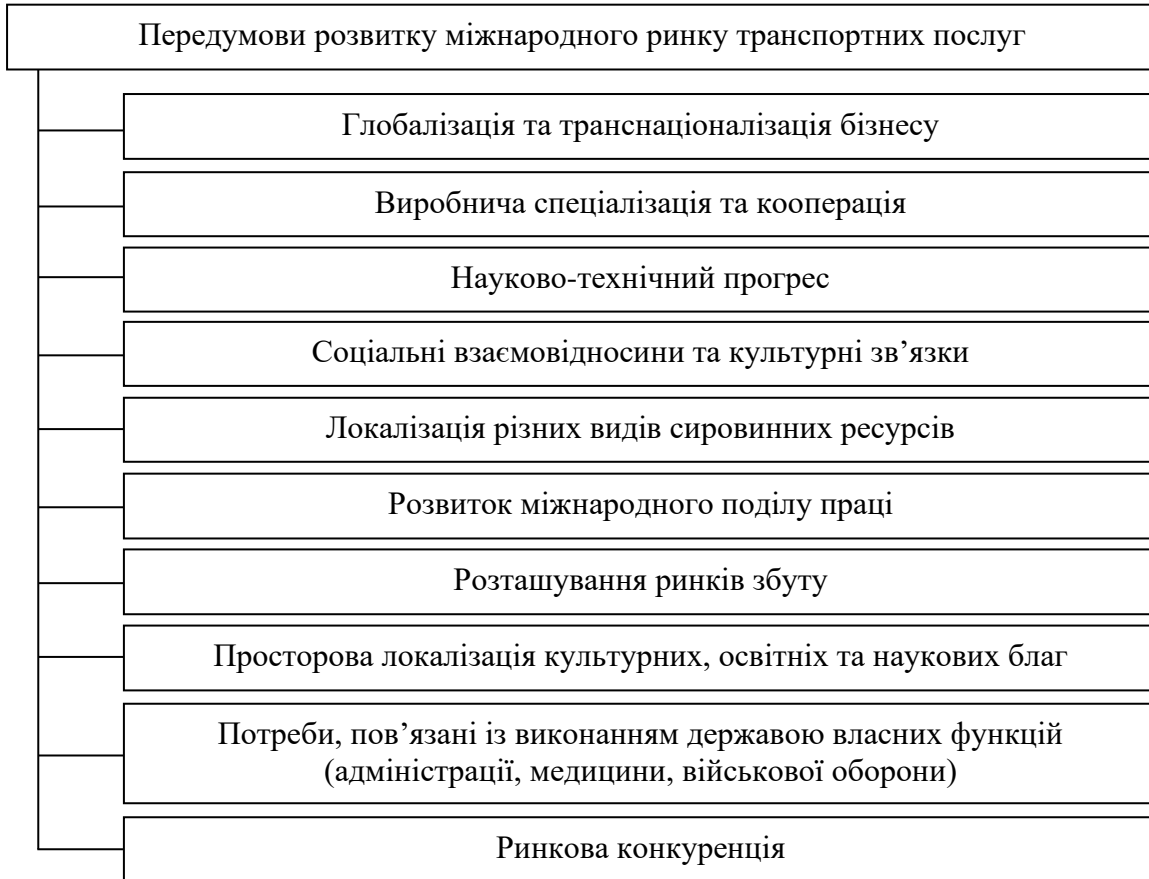 Передумови розвитку міжнародного ринку транспортних послуг
Глобалізація та транснаціоналізація бізнесу
Виробнича спеціалізація та кооперація
Науково-технічний прогрес
Соціальні взаємовідносини та культурні зв’язки
Локалізація різних видів сировинних ресурсів
Розвиток міжнародного поділу праці
Розташування ринків збуту
Просторова локалізація культурних, освітніх та наукових благ
Потреби, пов’язані із виконанням державою власних функцій
(адміністрації, медицини, військової оборони)
Ринкова конкуренція